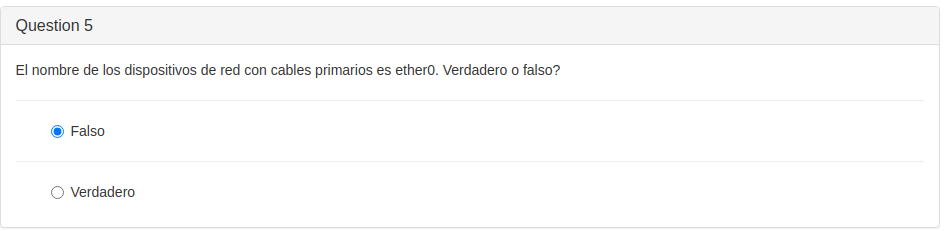 Question 5
El nombre de los dispositivos de red con cables primarios es ether0. Verdadero o falso?
Falso
Verdadero